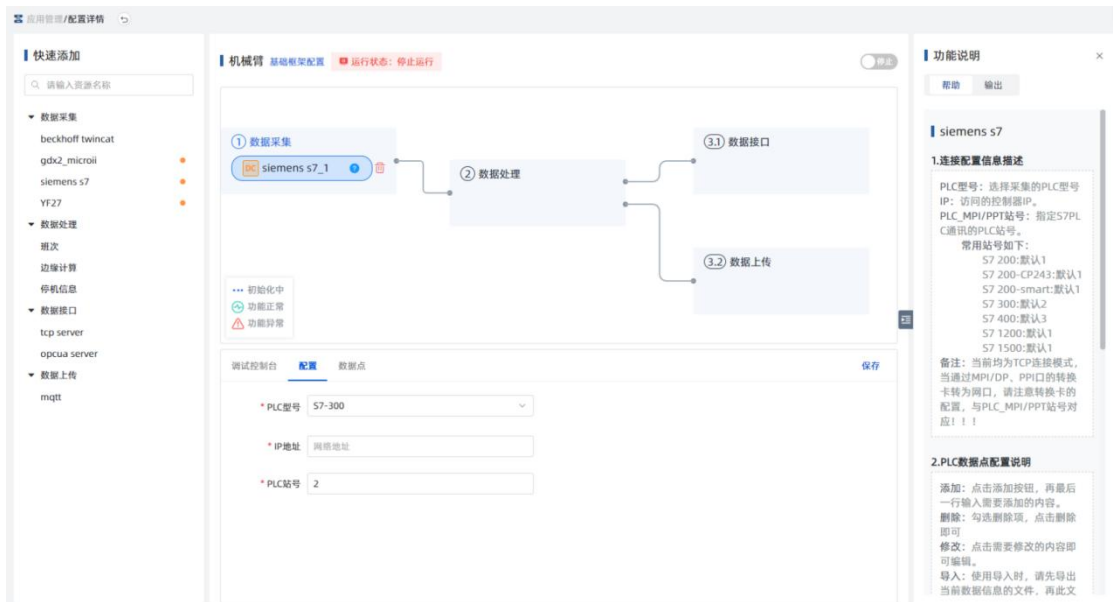 应用管理/配置详情
快速添加
请输入资源名称
数据采集
beckhoff twincat
gdx2_microii
siemens s7
YF27
数据处理
班次
边缘计算
停机信息
数据接口
tcp server
opcua server
数据上传
mqtt
机械臂 基础框架配置 运行状态：停止运行
停止
① 数据采集
DC siemens s7_1
② 数据处理
3.1 数据接口
3.2 数据上传
初始化中
功能正常
功能异常
调试控制台 配置 数据点 保存
* PLC型号 S7-300
* IP地址 网络地址
* PLC站号 2
功能说明
帮助 输出
siemens s7
1.连接配置信息描述
PLC型号：选择采集的PLC型号
IP：访问的控制器IP。
PLC_MPI/PPT站号：指定S7PL
C通讯的PLC站号。
常用站号如下：
S7 200:默认1
S7 200-CP243:默认1
S7 200-smart:默认1
S7 300:默认2
S7 400:默认3
S7 1200:默认1
S7 1500:默认1
备注：当前均为TCP连接模式，
当通过MPI/DP、PPI口的转换
卡转为网口，请注意转换卡的
配置，与PLC_MPI/PPT站号对
应！！！
2.PLC数据点配置说明
添加：点击添加按钮，再最后
一行输入需要添加的内容。
删除：勾选删除项，点击删除
即可
修改：点击需要修改的内容即
可编辑。
导入：使用导入时，请先导出
当前数据信息的文件，再此文